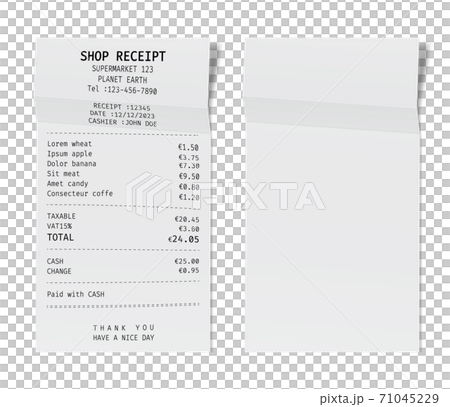 SHOP RECEIPT
SUPERMARKET 123
PLANET EARTH
Tel :123-456-7890
RECEIPT :12345
DATE :12/12/2023
CASHIER :JOHN DOE
Lorem wheat €1.50
Ipsum apple €3.75
Dolor banana €7.30
Sit meat €9.50
Amet candy €0.80
Consecteur coffe €1.20
TAXABLE €20.45
VAT15% €3.60
TOTAL €24.05
CASH €25.00
CHANGE €0.95
Paid with CASH
THANK YOU
HAVE A NICE DAY
PIXTA
PIXTA
pixta.jp - 71045229